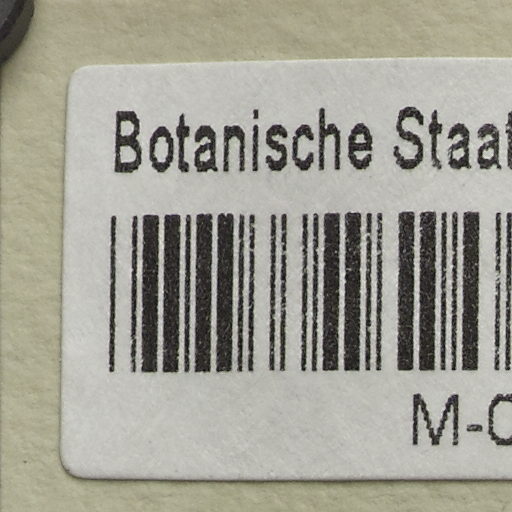 Botanische Staat
M-